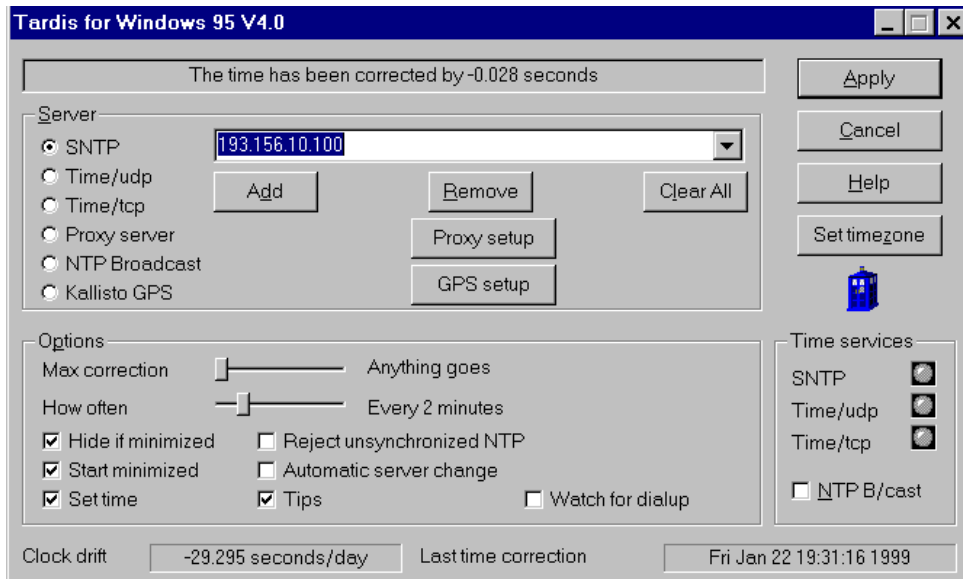 Tardis for Windows 95 V4.0
The time has been corrected by -0.028 seconds
Apply
Server
SNTP
193.156.10.100
Cancel
Time/udp
Add
Remove
Clear All
Help
Time/tcp
Proxy server
Proxy setup
Set timezone
NTP Broadcast
GPS setup
Kallisto GPS
Options
Max correction
Anything goes
How often
Every 2 minutes
Hide if minimized
Reject unsynchronized NTP
Start minimized
Automatic server change
Set time
Tips
Watch for dialup
Time services
SNTP
Time/udp
Time/tcp
NTP B/cast
Clock drift
-29.295 seconds/day
Last time correction
Fri Jan 22 19:31:16 1999